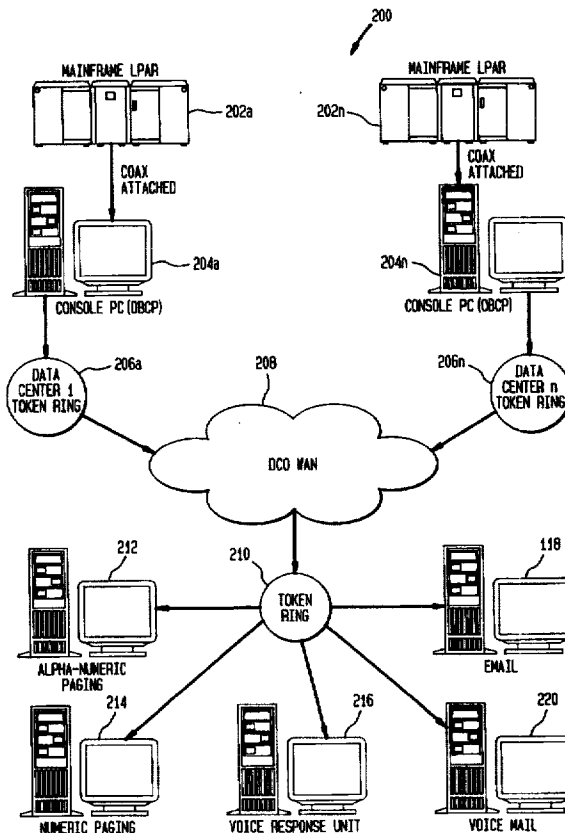 200
MAINFRAME LPAR
MAINFRAME LPAR
202a
202n
COAX
ATTACHED
COAX
ATTACHED
204a
204n
CONSOLE PC (OBCP)
CONSOLE PC (OBCP)
206a
206n
DATA
CENTER 1
TOKEN RING
208
DATA
CENTER n
TOKEN RING
DCO WAN
212
210
118
TOKEN
RING
ALPHA-NUMERIC
PAGING
EMAIL
214
216
220
NUMERIC PAGING
VOICE RESPONSE UNIT
VOICE MAIL